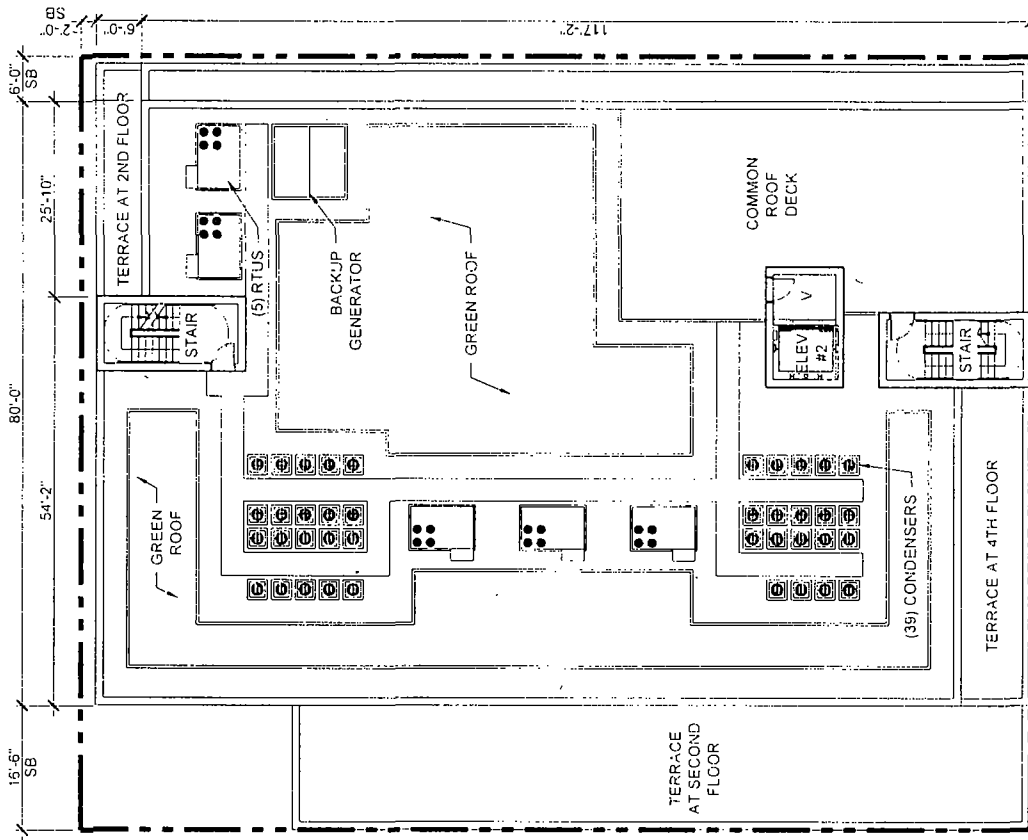 2'-0"
SB
6'-0"
117'-2"
6'-0"
SB
25'-10"
80'-0"
54'-2"
16'-6"
SB
TERRACE AT 2ND FLOOR
(5) RTUS
BACKUP
GENERATOR
STAIR
GREEN ROOF
COMMON
ROOF
DECK
V
ELEV
#2
STAIR
GREEN
ROOF
(39) CONDENSERS
TERRACE AT 4TH FLOOR
TERRACE
AT SECOND
FLOOR